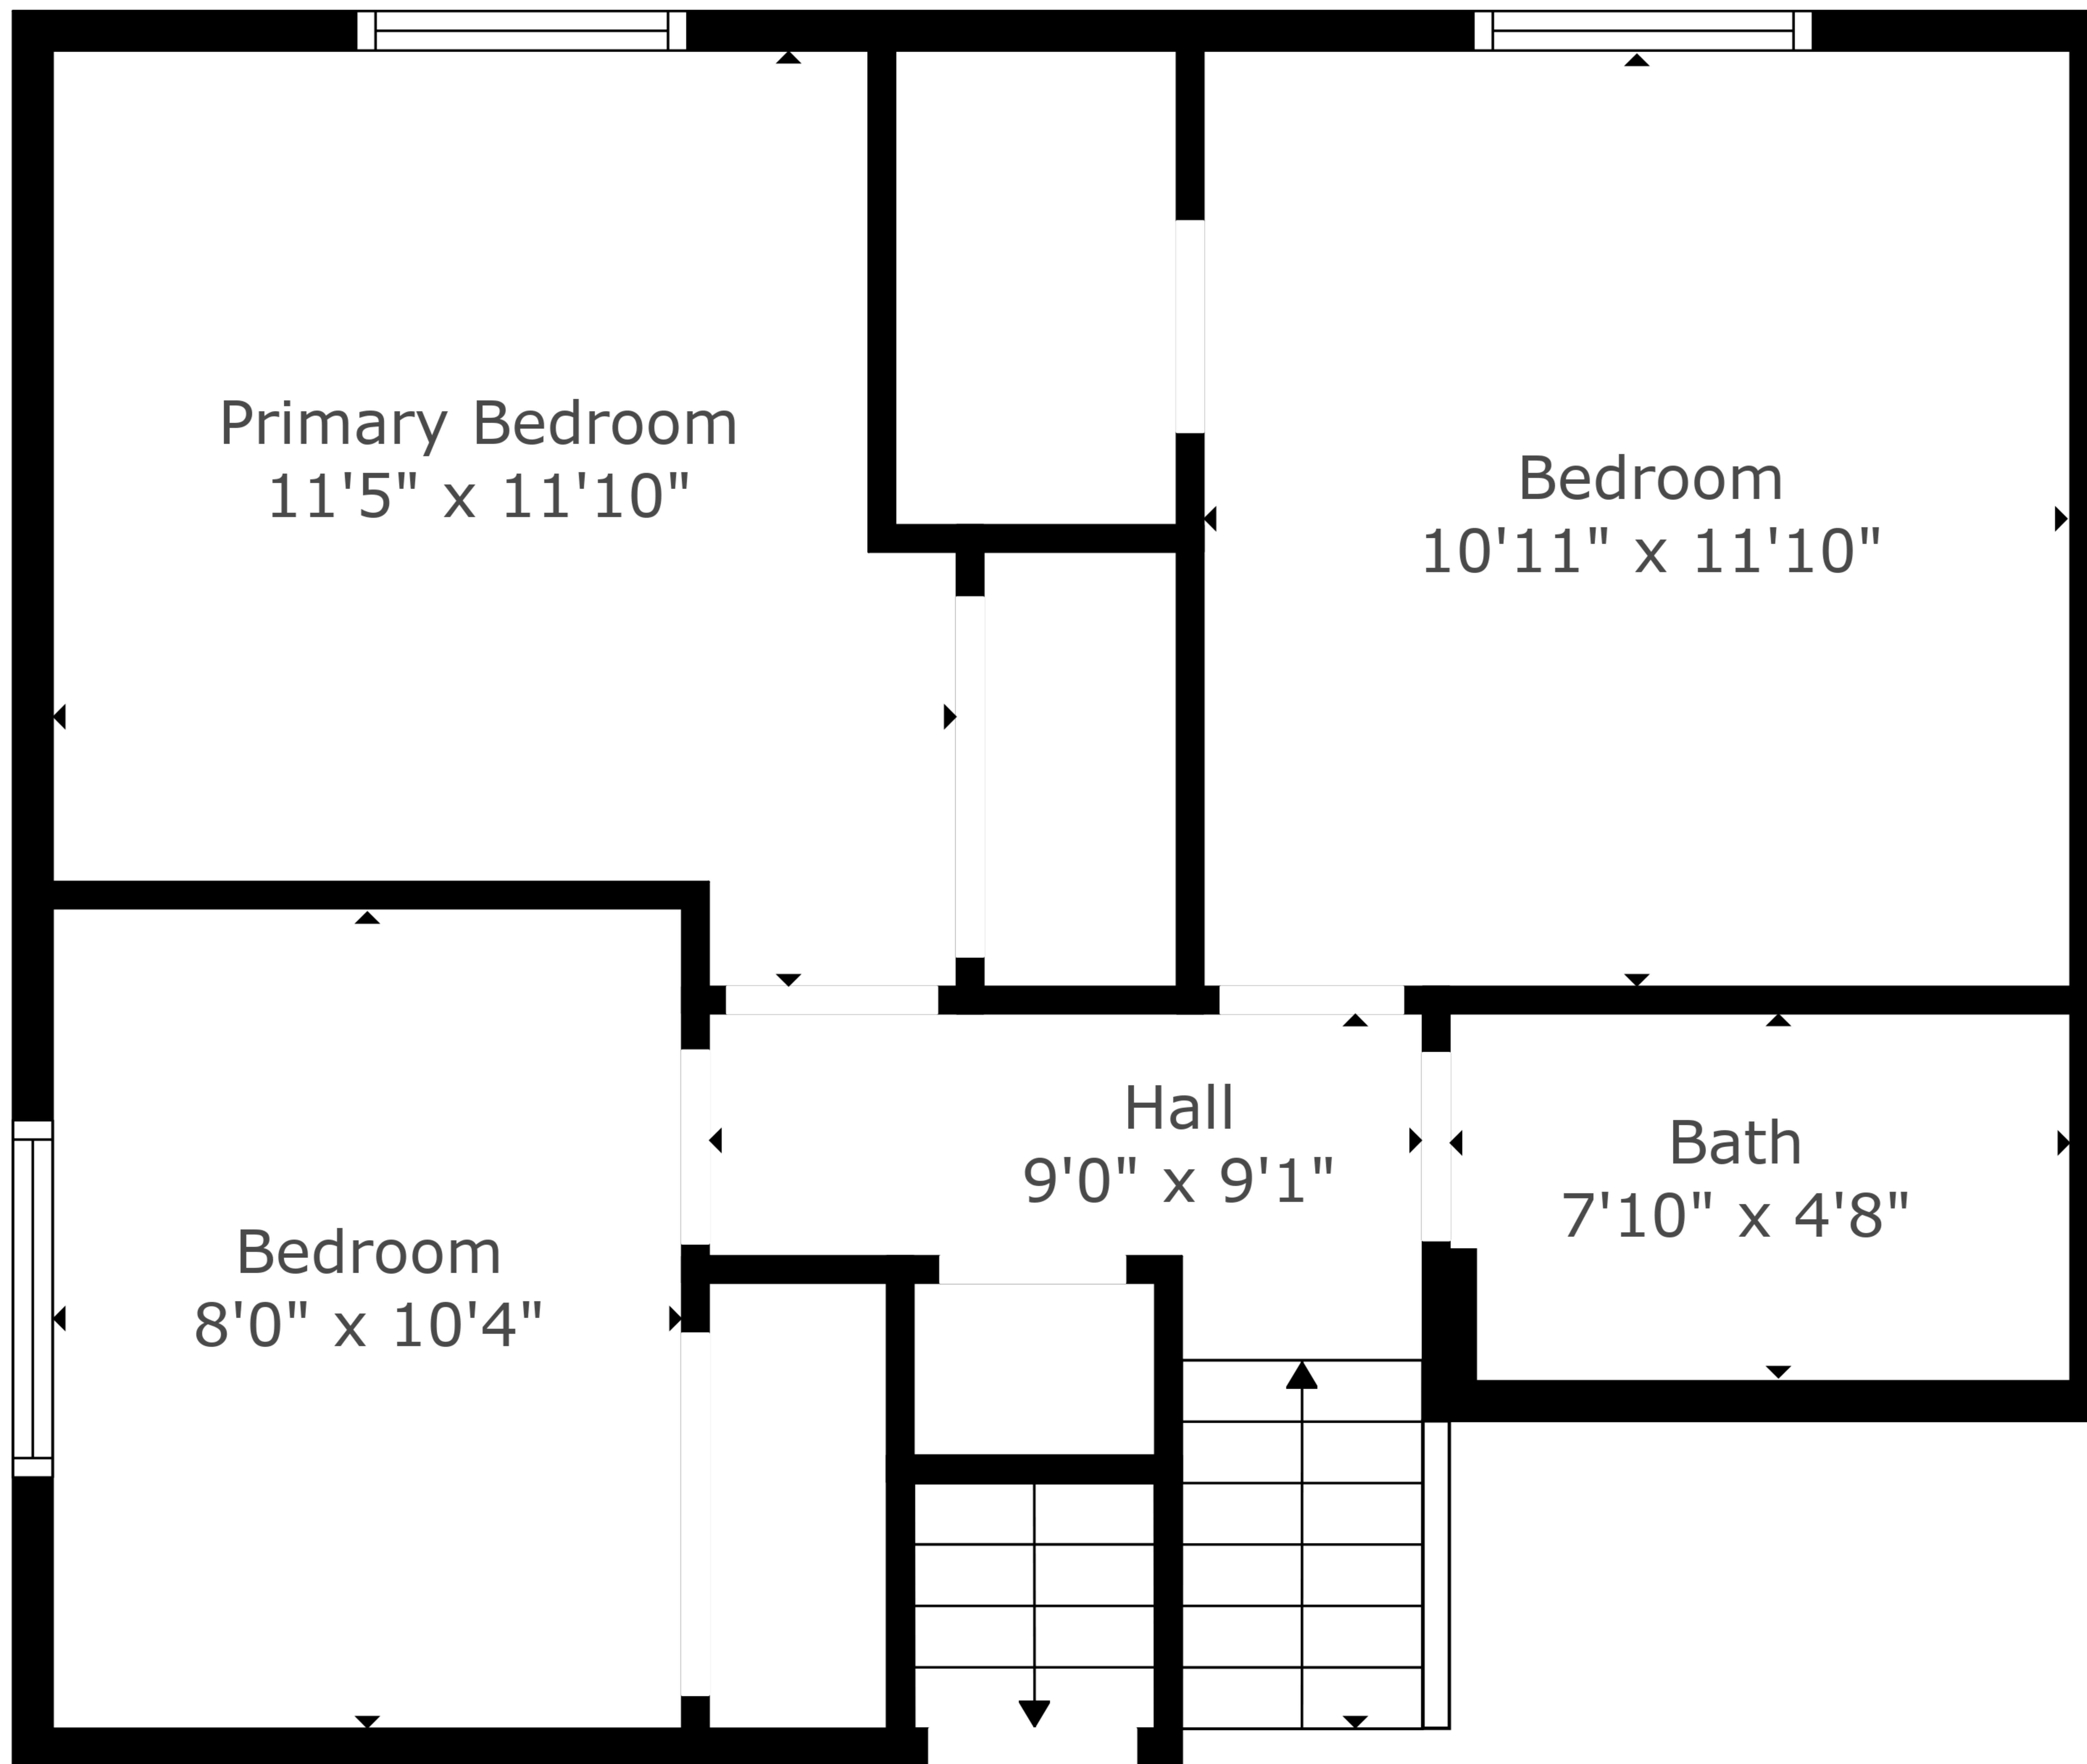 Primary Bedroom
11'5" x 11'10"
Bedroom
10'11" x 11'10"
Hall
9'0" x 9'1"
Bath
7'10" x 4'8"
Bedroom
8'0" x 10'4"